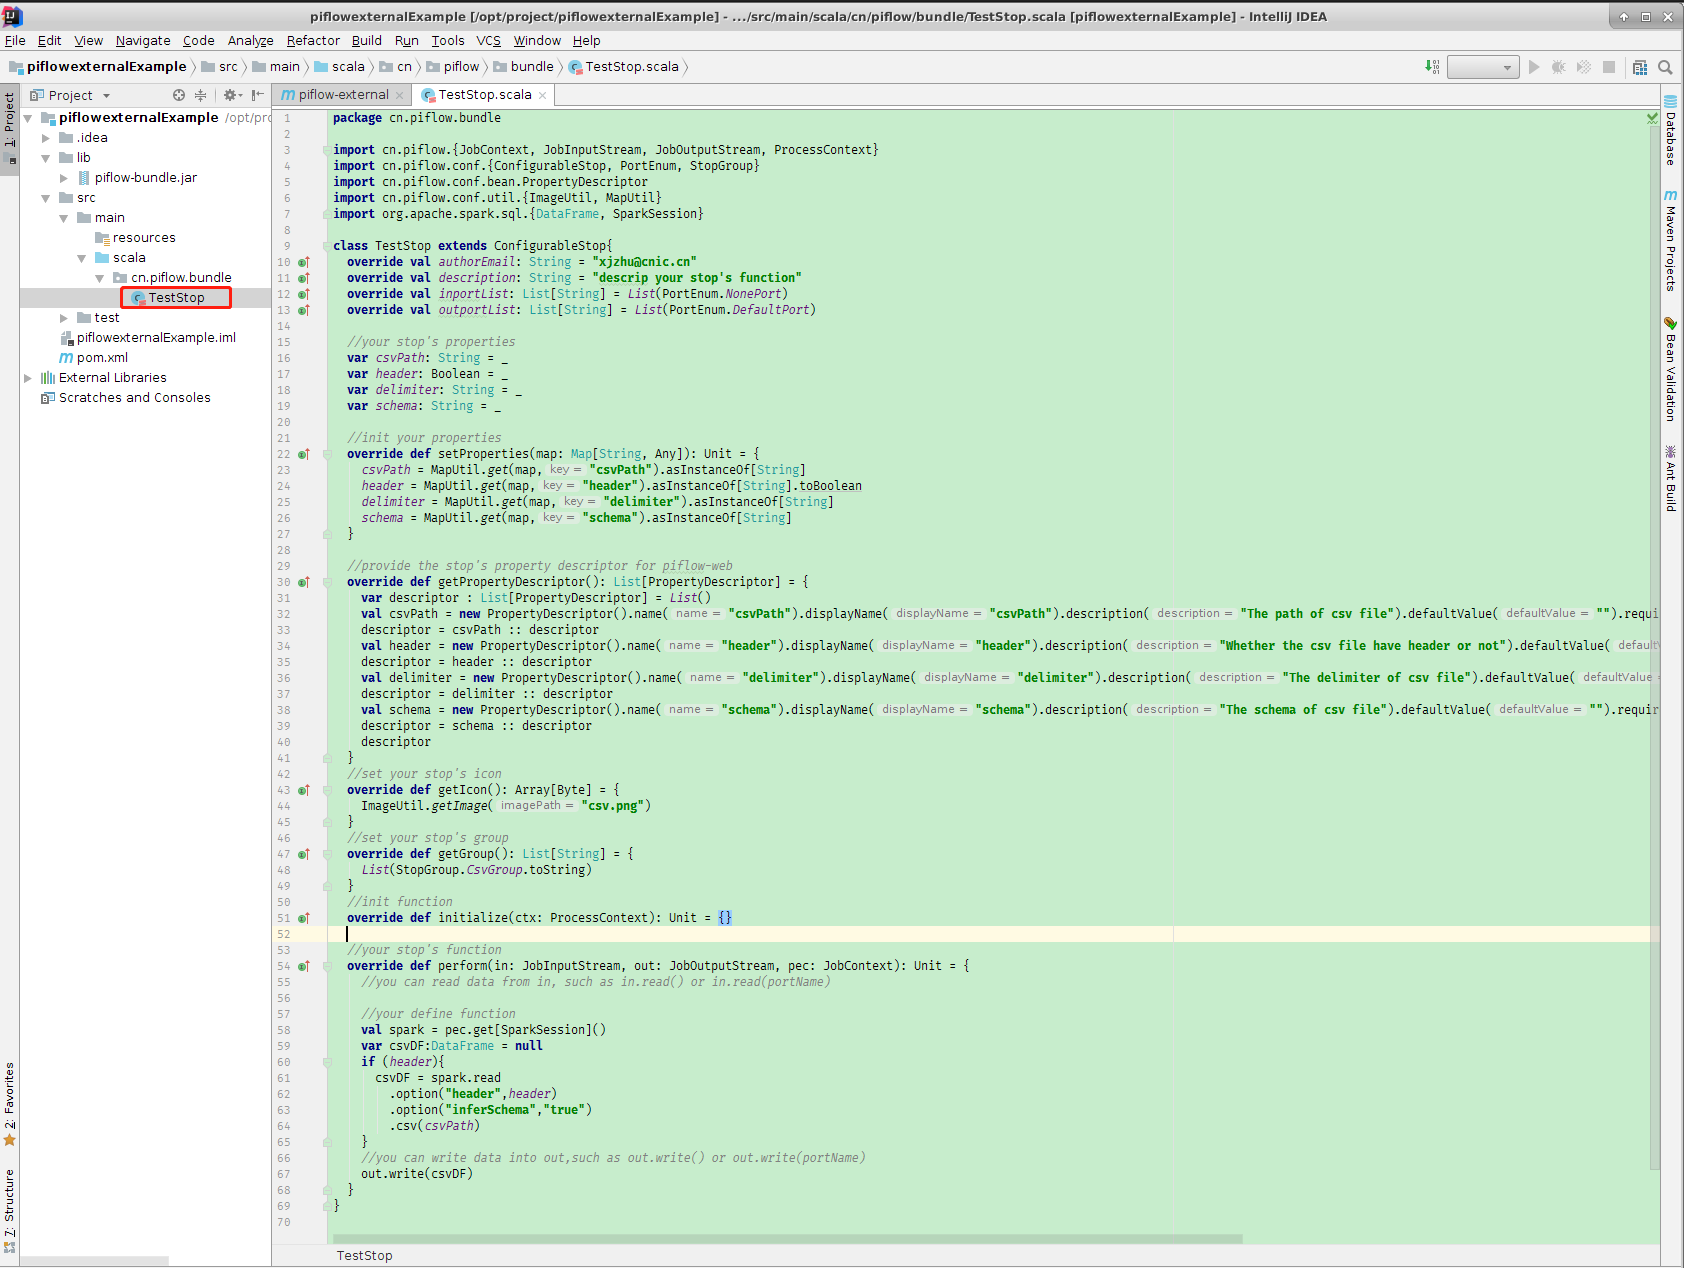 piflowexternalExample [/opt/project/piflowexternalExample] - .../src/main/scala/cn/piflow/bundle/TestStop.scala [piflowexternalExample] - IntelliJ IDEA
File Edit View Navigate Code Analyze Refactor Build Run Tools VCS Window Help
piflowexternalExample src main scala cn piflow bundle TestStop.scala
Project
piflow-external TestStop.scala
1: Project
piflowexternalExample /opt/pro
.idea
lib
piflow-bundle.jar
src
main
resources
scala
cn.piflow.bundle
TestStop
test
piflowexternalExample.iml
pom.xml
External Libraries
Scratches and Consoles
2: Favorites
7: Structure
1 package cn.piflow.bundle
2
3 import cn.piflow.{JobContext, JobInputStream, JobOutputStream, ProcessContext}
4 import cn.piflow.conf.{ConfigurableStop, PortEnum, StopGroup}
5 import cn.piflow.conf.bean.PropertyDescriptor
6 import cn.piflow.conf.util.{ImageUtil, MapUtil}
7 import org.apache.spark.sql.{DataFrame, SparkSession}
8
9 class TestStop extends ConfigurableStop{
10 override val authorEmail: String = "xjzhu@cnic.cn"
11 override val description: String = "descrip your stop's function"
12 override val inportList: List[String] = List(PortEnum.NonePort)
13 override val outportList: List[String] = List(PortEnum.DefaultPort)
14
15 //your stop's properties
16 var csvPath: String = _
17 var header: Boolean = _
18 var delimiter: String = _
19 var schema: String = _
20
21 //init your properties
22 override def setProperties(map: Map[String, Any]): Unit = {
23 csvPath = MapUtil.get(map, key = "csvPath").asInstanceOf[String]
24 header = MapUtil.get(map, key = "header").asInstanceOf[String].toBoolean
25 delimiter = MapUtil.get(map, key = "delimiter").asInstanceOf[String]
26 schema = MapUtil.get(map, key = "schema").asInstanceOf[String]
27 }
28
29 //provide the stop's property descriptor for piflow-web
30 override def getPropertyDescriptor(): List[PropertyDescriptor] = {
31 var descriptor : List[PropertyDescriptor] = List()
32 val csvPath = new PropertyDescriptor().name( name = "csvPath").displayName( displayName = "csvPath").description( description = "The path of csv file").defaultValue( defaultValue = "").requi
33 descriptor = csvPath :: descriptor
34 val header = new PropertyDescriptor().name( name = "header").displayName( displayName = "header").description( description = "Whether the csv file have header or not").defaultValue( defaultV
35 descriptor = header :: descriptor
36 val delimiter = new PropertyDescriptor().name( name = "delimiter").displayName( displayName = "delimiter").description( description = "The delimiter of csv file").defaultValue( defaultValue =
37 descriptor = delimiter :: descriptor
38 val schema = new PropertyDescriptor().name( name = "schema").displayName( displayName = "schema").description( description = "The schema of csv file").defaultValue( defaultValue = "").requir
39 descriptor = schema :: descriptor
40 descriptor
41 }
42 //set your stop's icon
43 override def getIcon(): Array[Byte] = {
44 ImageUtil.getImage( imagePath = "csv.png")
45 }
46 //set your stop's group
47 override def getGroup(): List[String] = {
48 List(StopGroup.CsvGroup.toString)
49 }
50 //init function
51 override def initialize(ctx: ProcessContext): Unit = {}
52
53 //your stop's function
54 override def perform(in: JobInputStream, out: JobOutputStream, pec: JobContext): Unit = {
55 //you can read data from in, such as in.read() or in.read(portName)
56
57 //your define function
58 val spark = pec.get[SparkSession]()
59 var csvDF:DataFrame = null
60 if (header){
61 csvDF = spark.read
62 .option("header",header)
63 .option("inferSchema","true")
64 .csv(csvPath)
65 }
66 //you can write data into out,such as out.write() or out.write(portName)
67 out.write(csvDF)
68 }
69 }
70
TestStop
Database
Maven Projects
Bean Validation
Ant Build